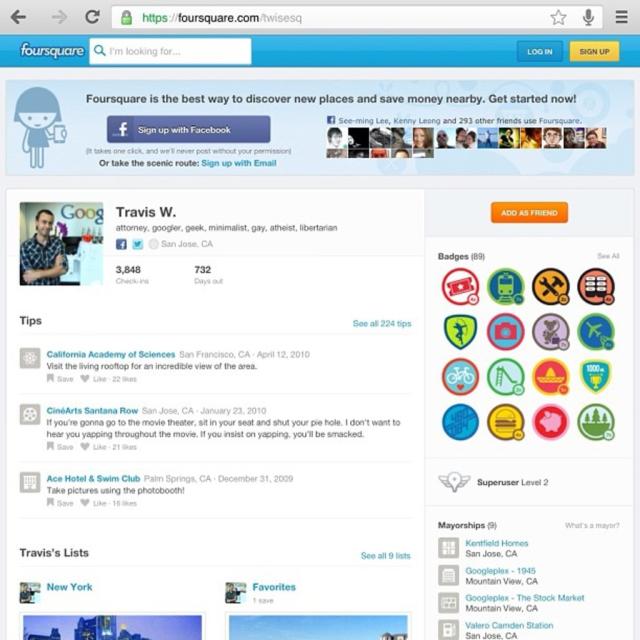 https://foursquare.com/twisesq
foursquare
I'm looking for...
LOG IN
SIGN UP
Foursquare is the best way to discover new places and save money nearby. Get started now!
f Sign up with Facebook
(It takes one click, and we'll never post without your permission)
Or take the scenic route: Sign up with Email
See-ming Lee, Kenny Leong and 293 other friends use Foursquare.
Goog
Travis W.
attorney, googler, geek, minimalist, gay, atheist, libertarian
San Jose, CA
3,848
Check-ins
732
Days out
Tips
See all 224 tips
California Academy of Sciences San Francisco, CA · April 12, 2010
Visit the living rooftop for an incredible view of the area.
Save Like · 22 likes
CinéArts Santana Row San Jose, CA · January 23, 2010
If you're gonna go to the movie theater, sit in your seat and shut your pie hole. I don't want to
hear you yapping throughout the movie. If you insist on yapping, you'll be smacked.
Save Like · 21 likes
Ace Hotel & Swim Club Palm Springs, CA · December 31, 2009
Take pictures using the photobooth!
Save Like · 16 likes
Travis's Lists
See all 9 lists
New York
Favorites
1 save
ADD AS FRIEND
Badges (89)
See All
1000
Superuser Level 2
Mayorships (9)
What's a mayor?
Kentfield Homes
San Jose, CA
Googleplex - 1945
Mountain View, CA
Googleplex - The Stock Market
Mountain View, CA
Valero Camden Station
San Jose, CA